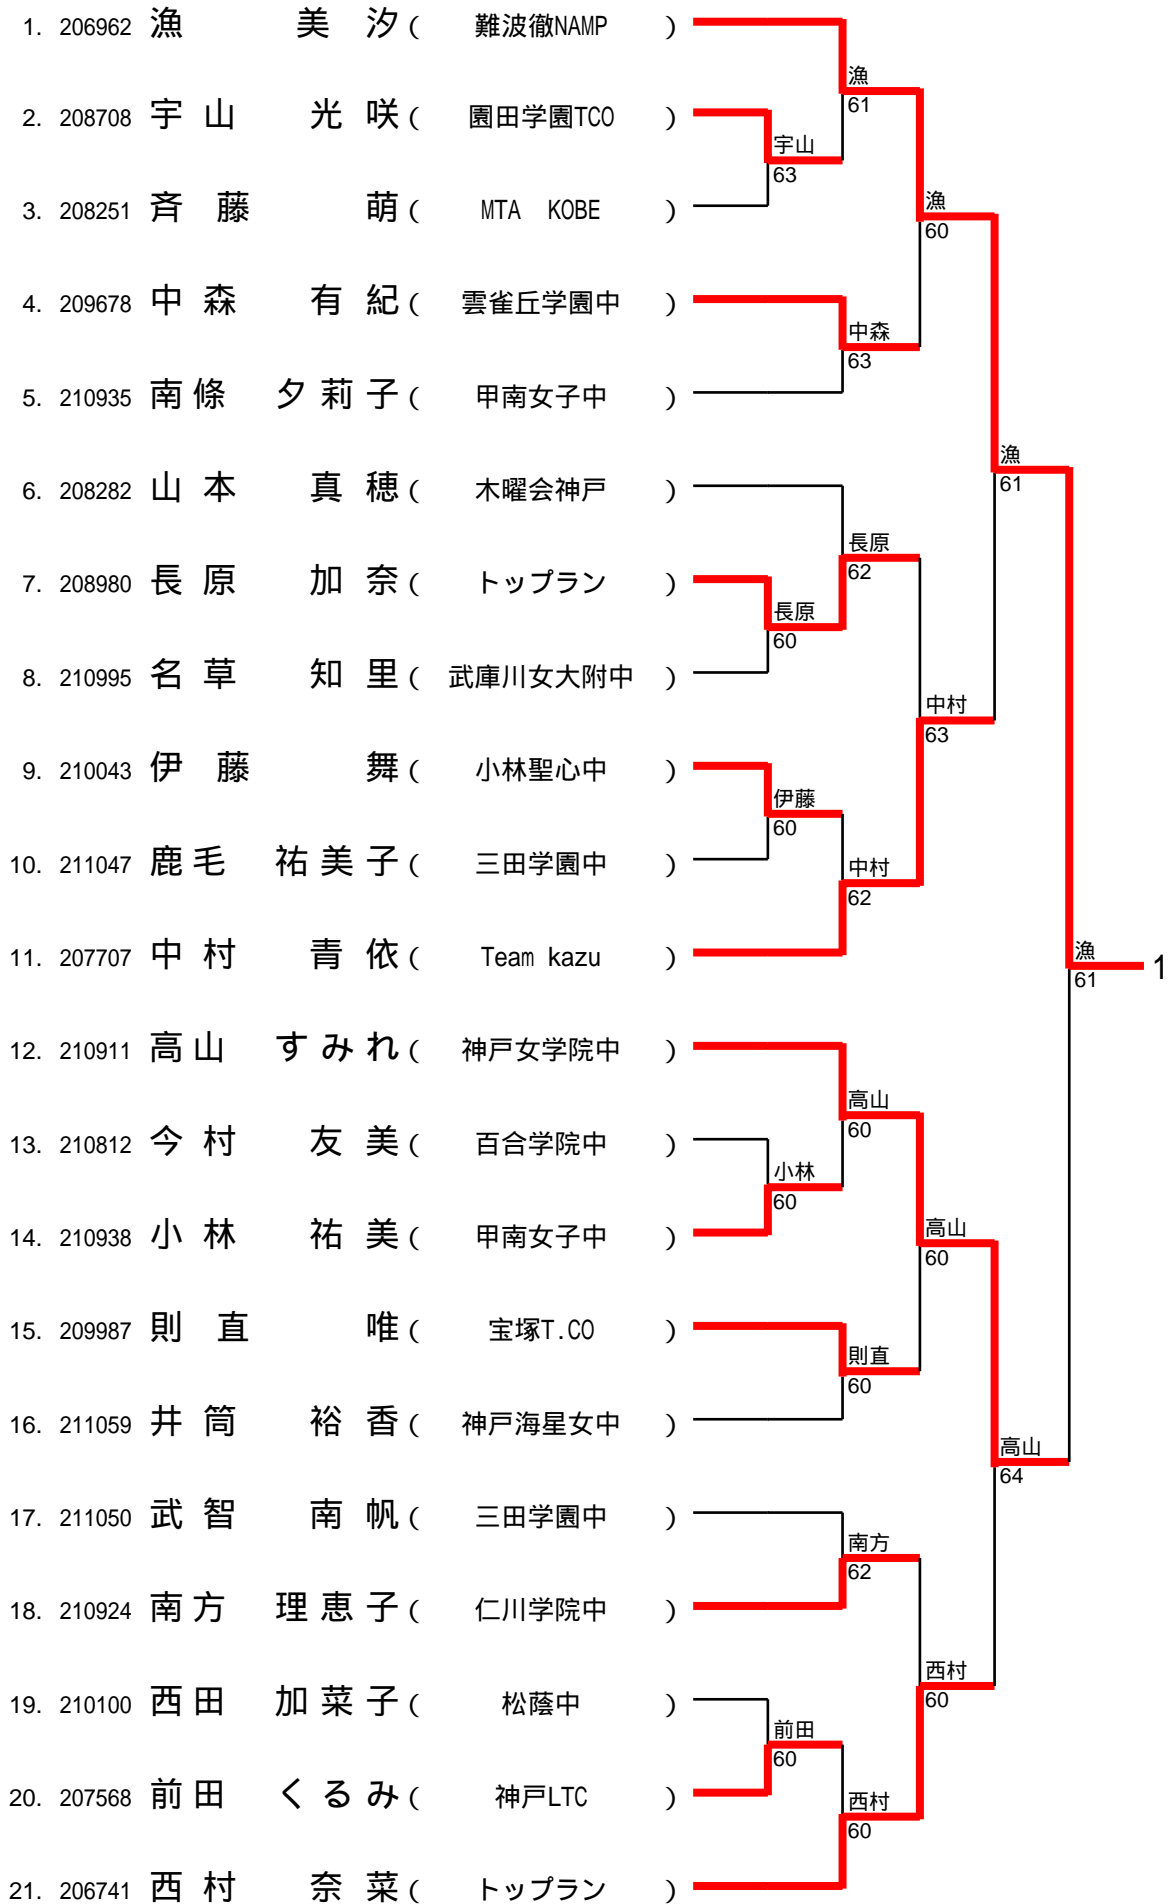 1. 206962 漁 美汐 ( 難波徹NAMP )
漁
61
2. 208708 宇山 光咲 ( 園田学園TCO )
宇山
63
3. 208251 斉藤 萌 ( MTA KOBE )
漁
60
4. 209678 中森 有紀 ( 雲雀丘学園中 )
中森
63
5. 210935 南條 夕莉子 ( 甲南女子中 )
漁
61
6. 208282 山本 真穂 ( 木曜会神戸 )
長原
62
7. 208980 長原 加奈 ( トップラン )
長原
60
8. 210995 名草 知里 ( 武庫川女大附中 )
中村
63
9. 210043 伊藤 舞 ( 小林聖心中 )
伊藤
60
10. 211047 鹿毛 祐美子 ( 三田学園中 )
中村
62
11. 207707 中村 青依 ( Team kazu )
漁
61
1
12. 210911 高山 すみれ ( 神戸女学院中 )
高山
60
13. 210812 今村 友美 ( 百合学院中 )
小林
60
14. 210938 小林 祐美 ( 甲南女子中 )
高山
60
15. 209987 則直 唯 ( 宝塚T.CO )
則直
60
16. 211059 井筒 裕香 ( 神戸海星女中 )
高山
64
17. 211050 武智 南帆 ( 三田学園中 )
南方
62
18. 210924 南方 理恵子 ( 仁川学院中 )
西村
60
19. 210100 西田 加菜子 ( 松蔭中 )
前田
60
20. 207568 前田 くるみ ( 神戸LTC )
西村
60
21. 206741 西村 奈菜 ( トップラン )